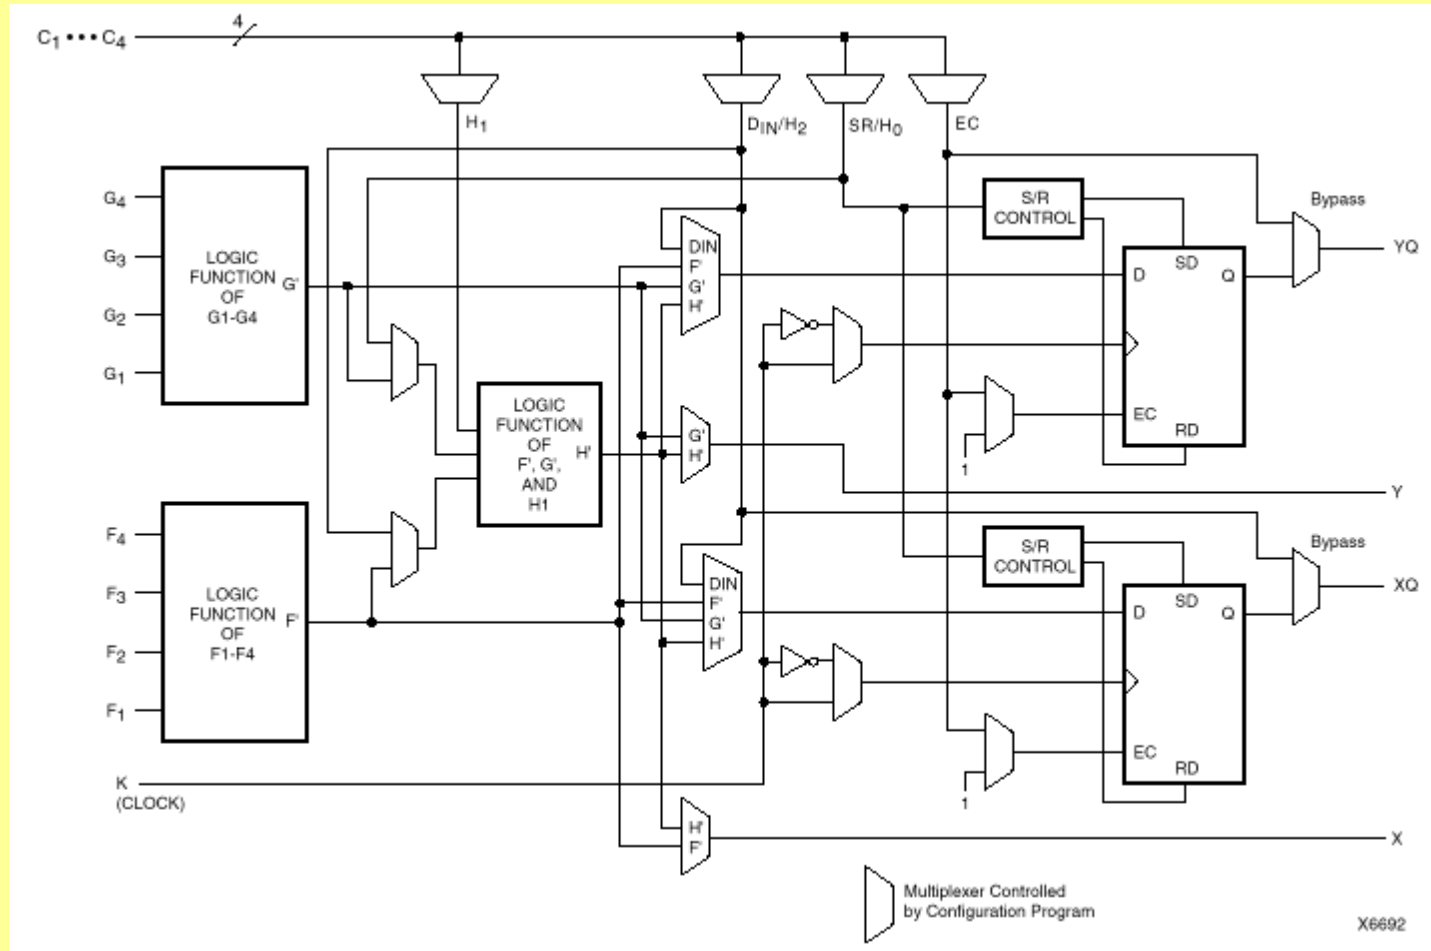 C1 ••• C4
4
H1
DIN/H2
SR/H0
EC
G4
G3
G2
G1
LOGIC
FUNCTION
OF
G1-G4
G'
DIN
F'
G'
H'
S/R
CONTROL
Bypass
YQ
D
SD
Q
EC
RD
1
LOGIC
FUNCTION
OF
F', G',
AND
H1
H'
G'
H'
Y
F4
F3
F2
F1
LOGIC
FUNCTION
OF
F1-F4
F'
DIN
F'
G'
H'
S/R
CONTROL
Bypass
XQ
D
SD
Q
EC
RD
1
K
(CLOCK)
H'
F'
X
Multiplexer Controlled
by Configuration Program
X6692